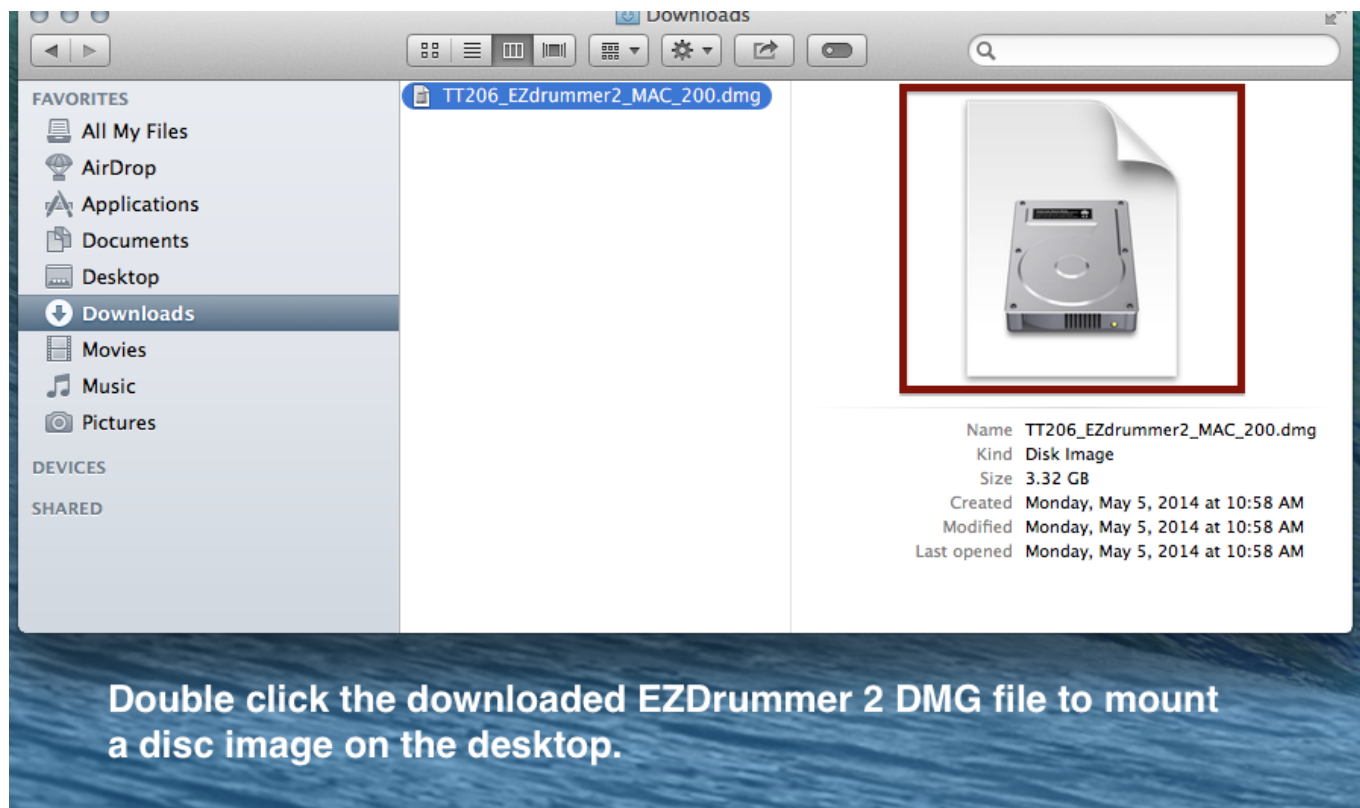 Downloads
FAVORITES
All My Files
AirDrop
Applications
Documents
Desktop
Downloads
Movies
Music
Pictures
DEVICES
SHARED
TT206_EZdrummer2_MAC_200.dmg
Name TT206_EZdrummer2_MAC_200.dmg
Kind Disk Image
Size 3.32 GB
Created Monday, May 5, 2014 at 10:58 AM
Modified Monday, May 5, 2014 at 10:58 AM
Last opened Monday, May 5, 2014 at 10:58 AM
Double click the downloaded EZDrummer 2 DMG file to mount
a disc image on the desktop.